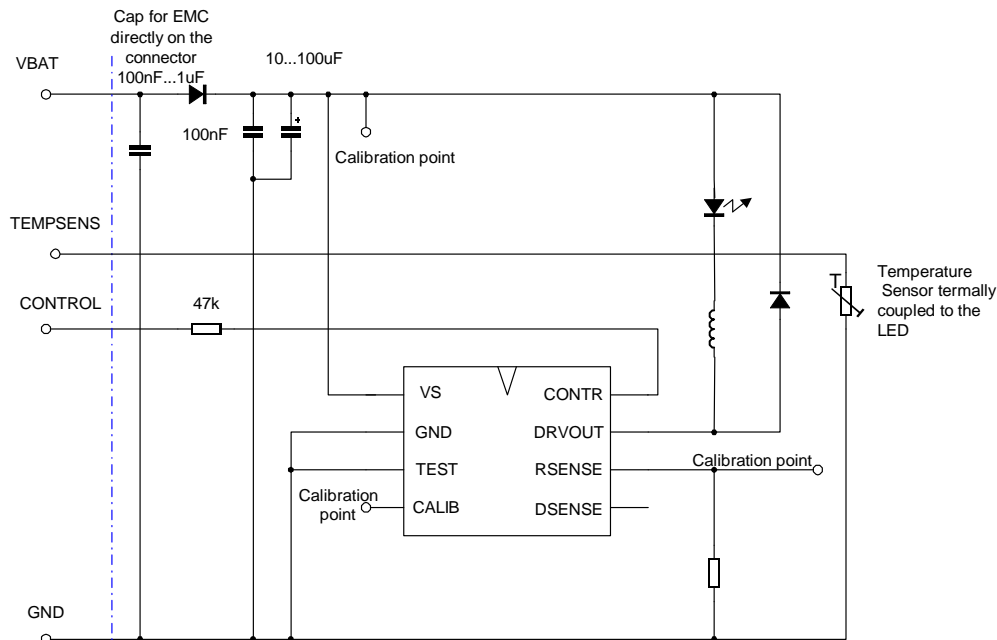 Cap for EMC
directly on the
connector
100nF...1uF
VBAT
10...100uF
+
100nF
Calibration point
TEMPSENS
CONTROL
47k
T
Temperature
Sensor termally
coupled to the
LED
VS
CONTR
GND
DRVOUT
TEST
RSENSE
Calibration point
Calibration
point
CALIB
DSENSE
GND